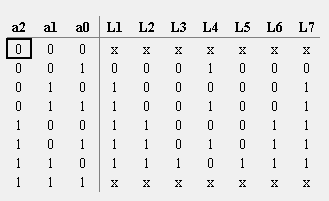 a2 a1 a0 L1 L2 L3 L4 L5 L6 L7
0 0 0 x x x x x x x
0 0 1 0 0 0 1 0 0 0
0 1 0 1 0 0 0 0 0 1
0 1 1 1 0 0 1 0 0 1
1 0 0 1 1 0 0 0 1 1
1 0 1 1 1 0 1 0 1 1
1 1 0 1 1 1 0 1 1 1
1 1 1 x x x x x x x